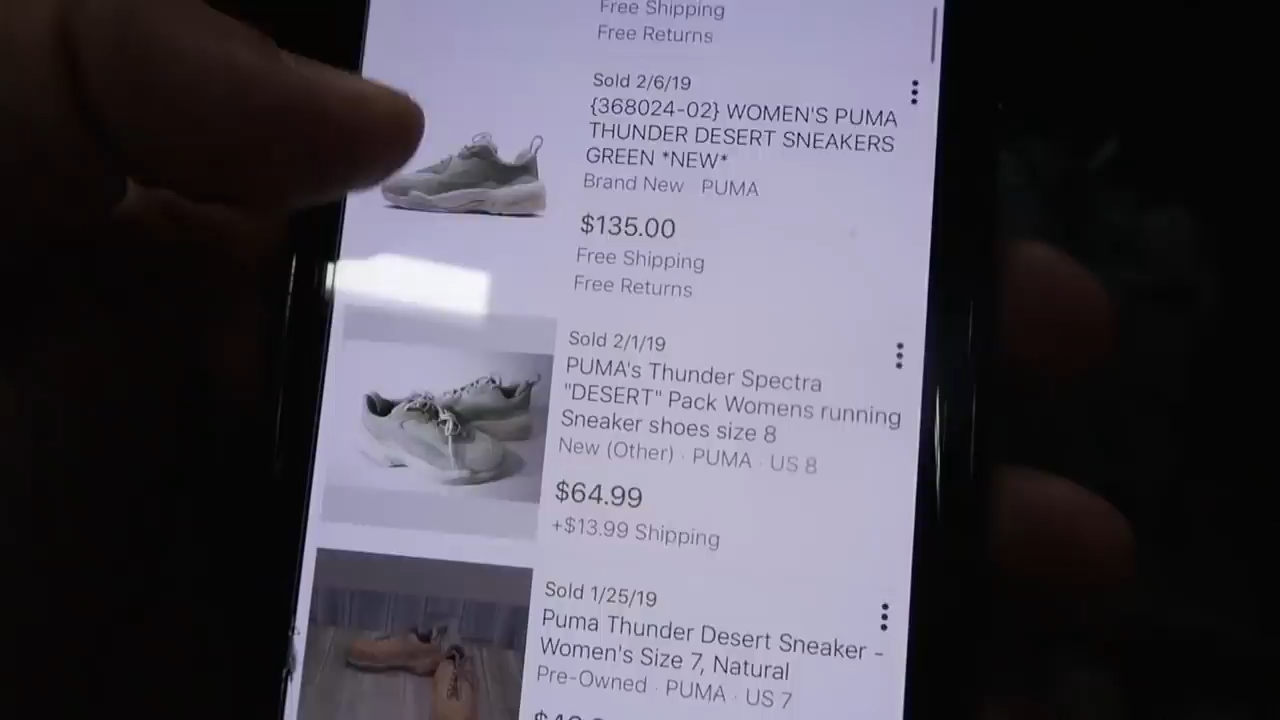 Free Shipping
Free Returns
Sold 2/6/19
{368024-02} WOMEN'S PUMA
THUNDER DESERT SNEAKERS
GREEN *NEW*
Brand New PUMA
$135.00
Free Shipping
Free Returns
Sold 2/1/19
PUMA's Thunder Spectra
"DESERT" Pack Womens running
Sneaker shoes size 8
New (Other) · PUMA · US 8
$64.99
+$13.99 Shipping
Sold 1/25/19
Puma Thunder Desert Sneaker -
Women's Size 7, Natural
Pre-Owned · PUMA · US 7